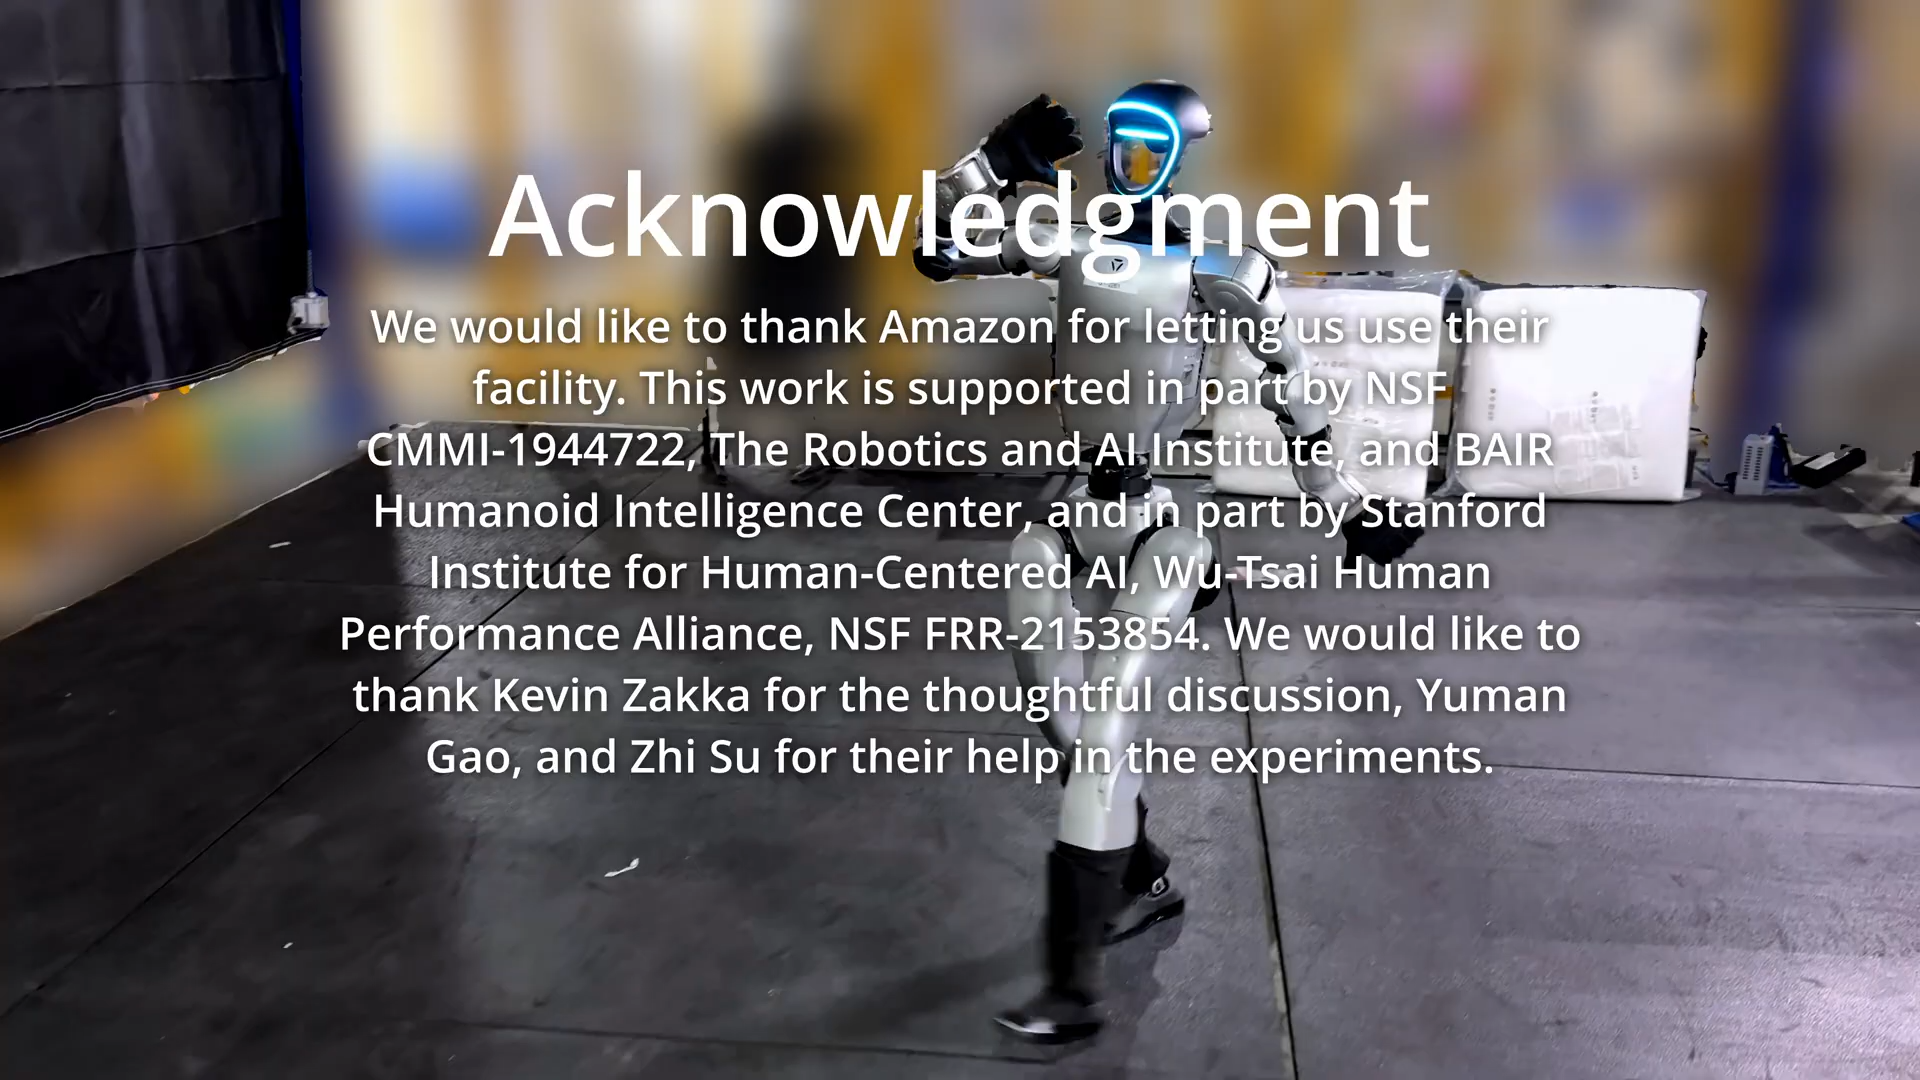 Acknowledgment
We would like to thank Amazon for letting us use their
facility. This work is supported in part by NSF
CMMI-1944722, The Robotics and AI Institute, and BAIR
Humanoid Intelligence Center, and in part by Stanford
Institute for Human-Centered AI, Wu-Tsai Human
Performance Alliance, NSF FRR-2153854. We would like to
thank Kevin Zakka for the thoughtful discussion, Yuman
Gao, and Zhi Su for their help in the experiments.